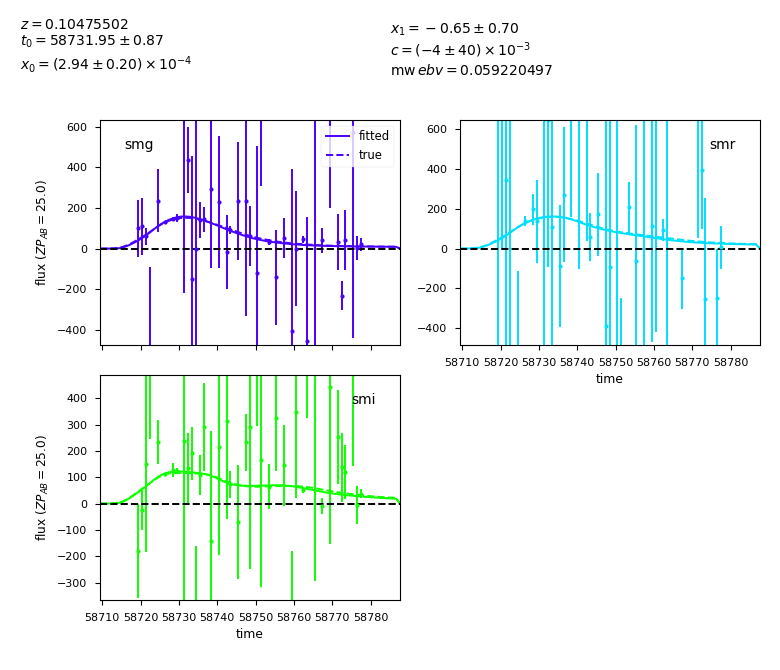 z = 0.10475502
t₀ = 58731.95 ± 0.87
x₀ = (2.94 ± 0.20) × 10⁻⁴
x₁ = −0.65 ± 0.70
c = (−4 ± 40) × 10⁻³
mw ebv = 0.059220497
smg
fitted
true
600
400
200
0
−200
−400
flux (ZP_AB = 25.0)
smr
600
400
200
0
−200
−400
58710 58720 58730 58740 58750 58760 58770 58780
time
smi
400
300
200
100
0
−100
−200
−300
flux (ZP_AB = 25.0)
58710 58720 58730 58740 58750 58760 58770 58780
time